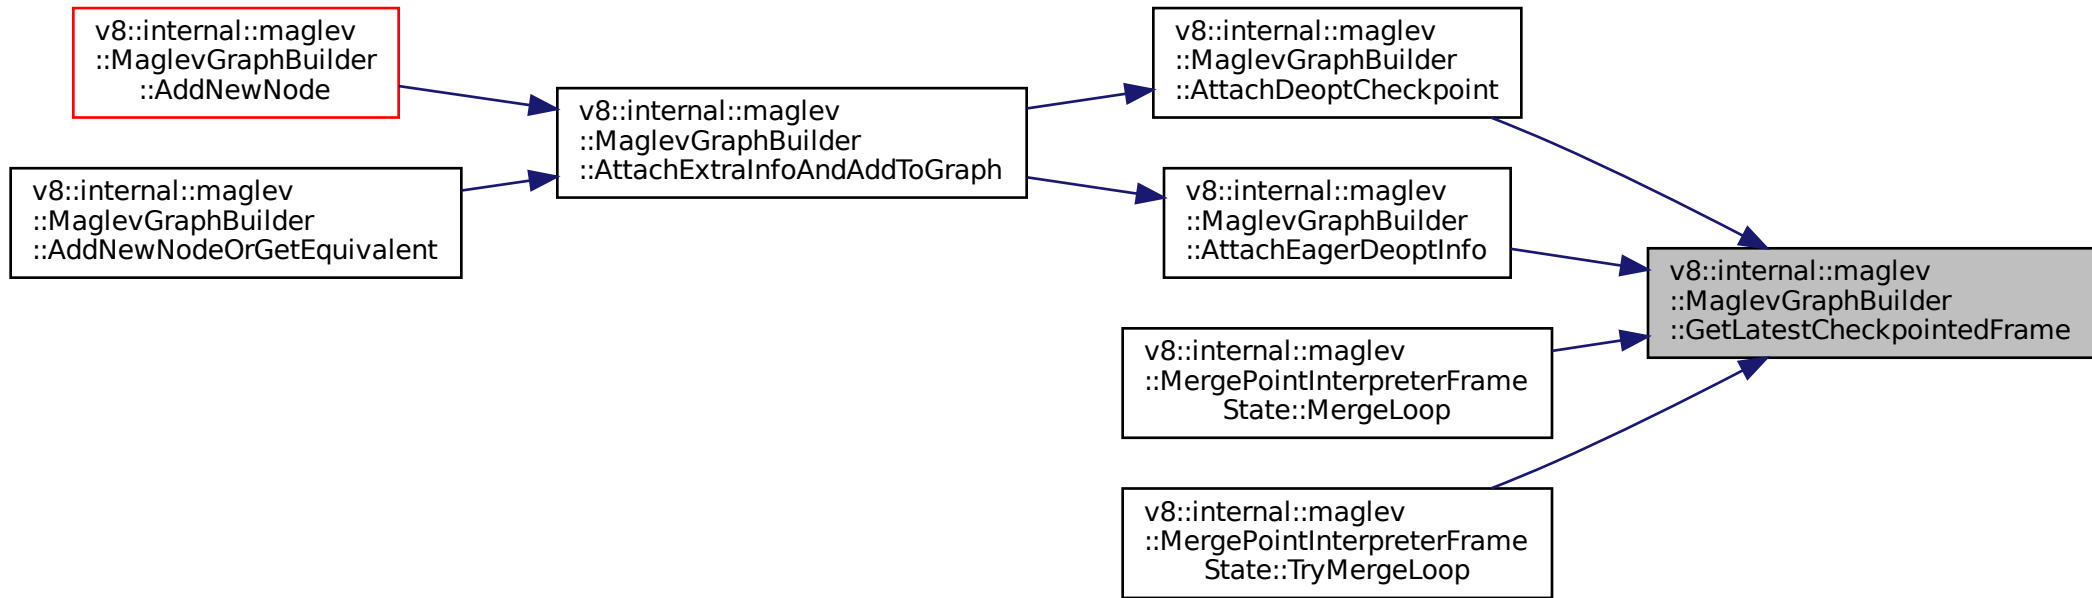 v8::internal::maglev
::MaglevGraphBuilder
::AddNewNode
v8::internal::maglev
::MaglevGraphBuilder
::AddNewNodeOrGetEquivalent
v8::internal::maglev
::MaglevGraphBuilder
::AttachExtraInfoAndAddToGraph
v8::internal::maglev
::MaglevGraphBuilder
::AttachDeoptCheckpoint
v8::internal::maglev
::MaglevGraphBuilder
::AttachEagerDeoptInfo
v8::internal::maglev
::MergePointInterpreterFrame
State::MergeLoop
v8::internal::maglev
::MergePointInterpreterFrame
State::TryMergeLoop
v8::internal::maglev
::MaglevGraphBuilder
::GetLatestCheckpointedFrame